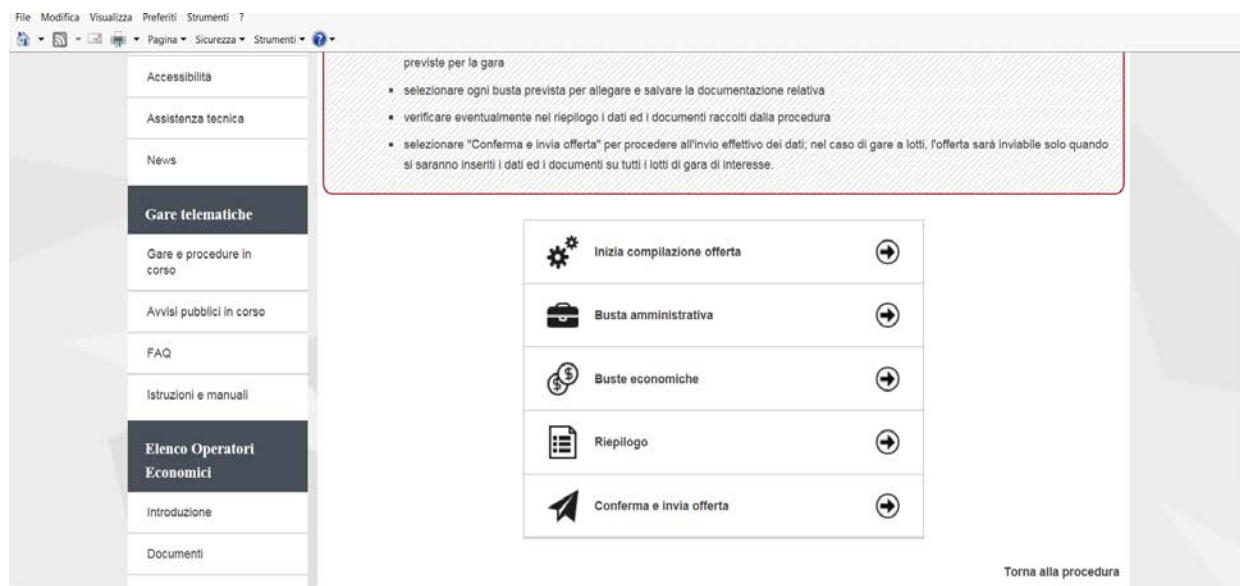 File Modifica Visualizza Preferiti Strumenti ?
Pagina Sicurezza Strumenti
Accessibilità
Assistenza tecnica
News
Gare telematiche
Gare e procedure in
corso
Avvisi pubblici in corso
FAQ
Istruzioni e manuali
Elenco Operatori
Economici
Introduzione
Documenti
previste per la gara
selezionare ogni busta prevista per allegare e salvare la documentazione relativa
verificare eventualmente nel riepilogo i dati ed i documenti raccolti dalla procedura
selezionare "Conferma e invia offerta" per procedere all'invio effettivo dei dati; nel caso di gare a lotti, l'offerta sarà inviabile solo quando
si saranno inseriti i dati ed i documenti su tutti i lotti di gara di interesse.
Inizia compilazione offerta
Busta amministrativa
Buste economiche
Riepilogo
Conferma e invia offerta
Torna alla procedura